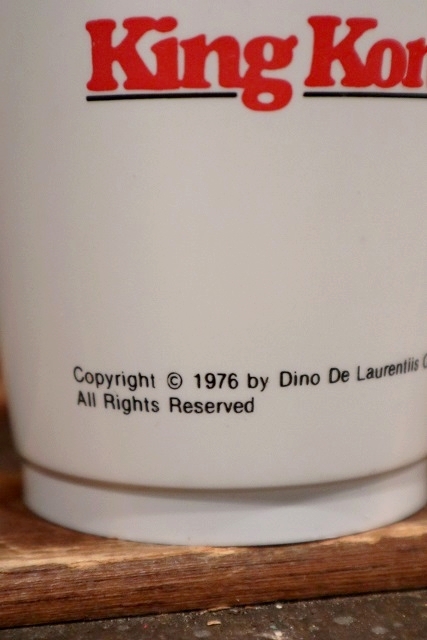 King Kon
Copyright © 1976 by Dino De Laurentiis C
All Rights Reserved